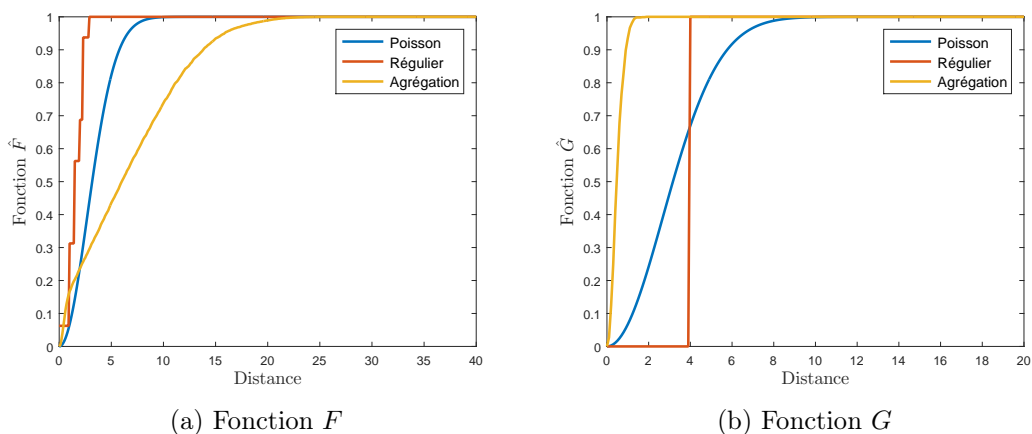 1
0.9
0.8
0.7
0.6
0.5
0.4
0.3
0.2
0.1
0
Fonction F̂
0 5 10 15 20 25 30 35 40
Distance
Poisson
Régulier
Agrégation
(a) Fonction F
1
0.9
0.8
0.7
0.6
0.5
0.4
0.3
0.2
0.1
0
Fonction Ĝ
0 2 4 6 8 10 12 14 16 18 20
Distance
Poisson
Régulier
Agrégation
(b) Fonction G